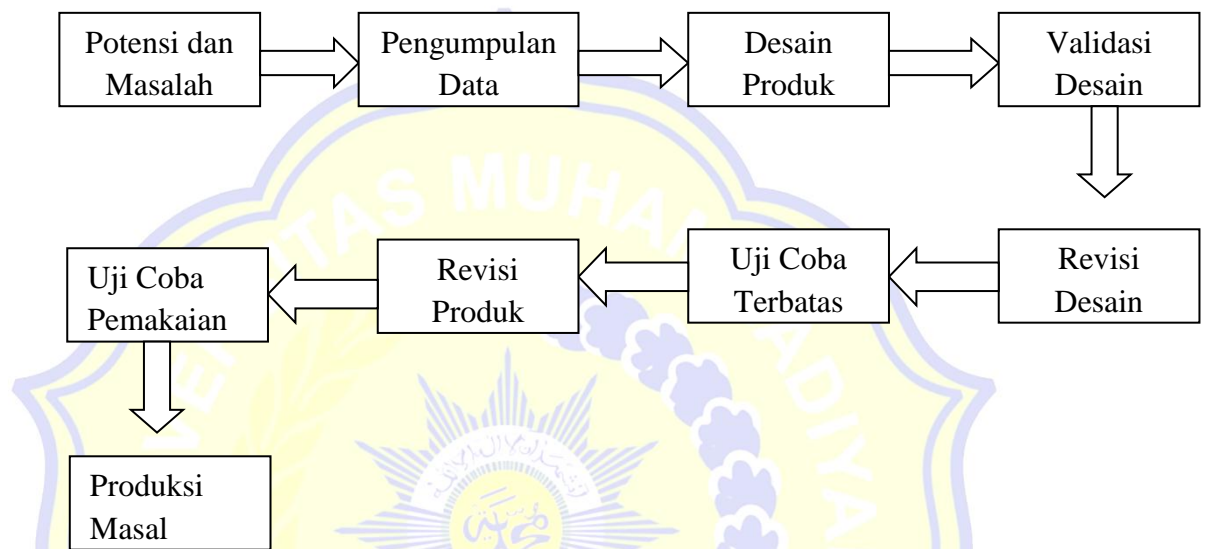 Potensi dan
Masalah
Pengumpulan
Data
Desain
Produk
Validasi
Desain
Revisi
Desain
Uji Coba
Terbatas
Revisi
Produk
Uji Coba
Pemakaian
Produksi
Masal